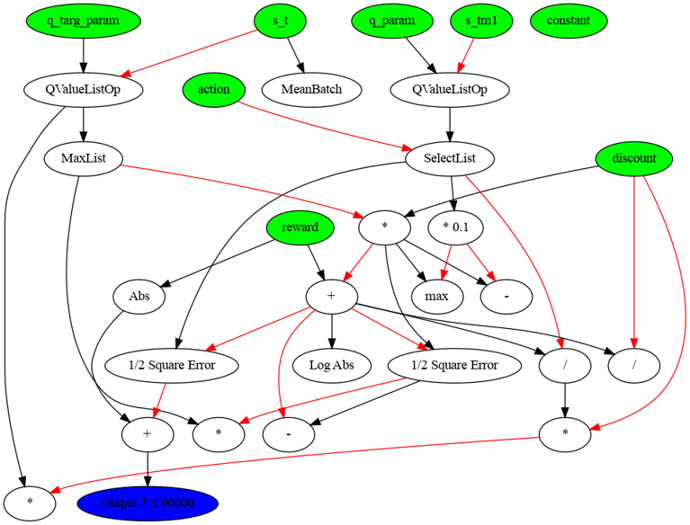 q_targ_param
s_t
q_param
s_tm1
constant
QValueListOp
action
MeanBatch
QValueListOp
MaxList
SelectList
discount
reward
*
* 0.1
Abs
+
max
-
1/2 Square Error
Log Abs
1/2 Square Error
/
/
+
*
-
*
*
Output * 1.00000